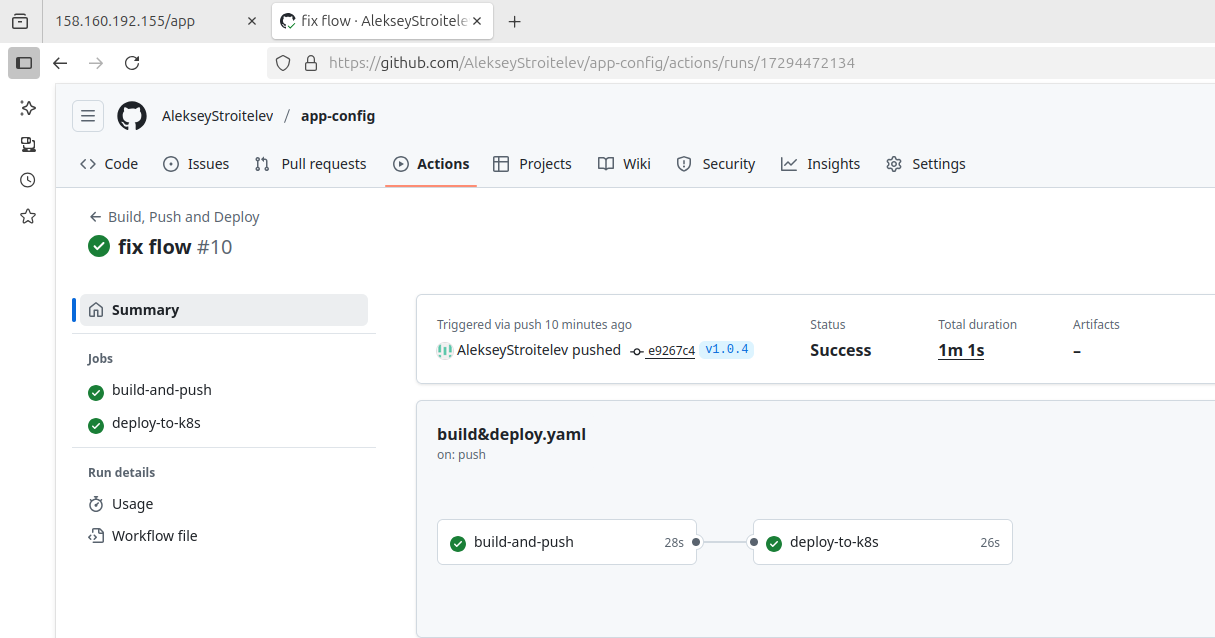 158.160.192.155/app
fix flow · AlekseyStroitele
https://github.com/AlekseyStroitelev/app-config/actions/runs/17294472134
AlekseyStroitelev / app-config
Code Issues Pull requests Actions Projects Wiki Security Insights Settings
Build, Push and Deploy
fix flow #10
Summary
Jobs
build-and-push
deploy-to-k8s
Run details
Usage
Workflow file
Triggered via push 10 minutes ago
AlekseyStroitelev pushed e9267c4 v1.0.4
Status
Success
Total duration
1m 1s
Artifacts
–
build&deploy.yaml
on: push
build-and-push 28s
deploy-to-k8s 26s